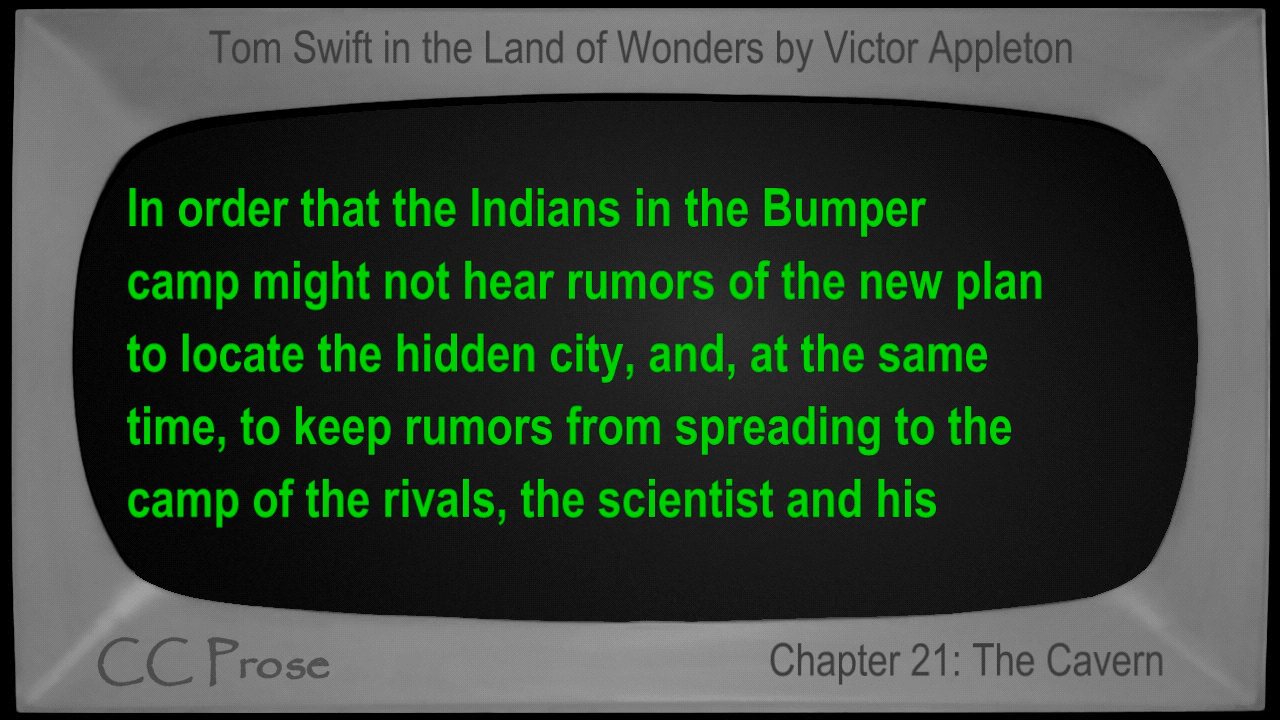 Tom Swift in the Land of Wonders by Victor Appleton
In order that the Indians in the Bumper
camp might not hear rumors of the new plan
to locate the hidden city, and, at the same
time, to keep rumors from spreading to the
camp of the rivals, the scientist and his
CC Prose
Chapter 21: The Cavern